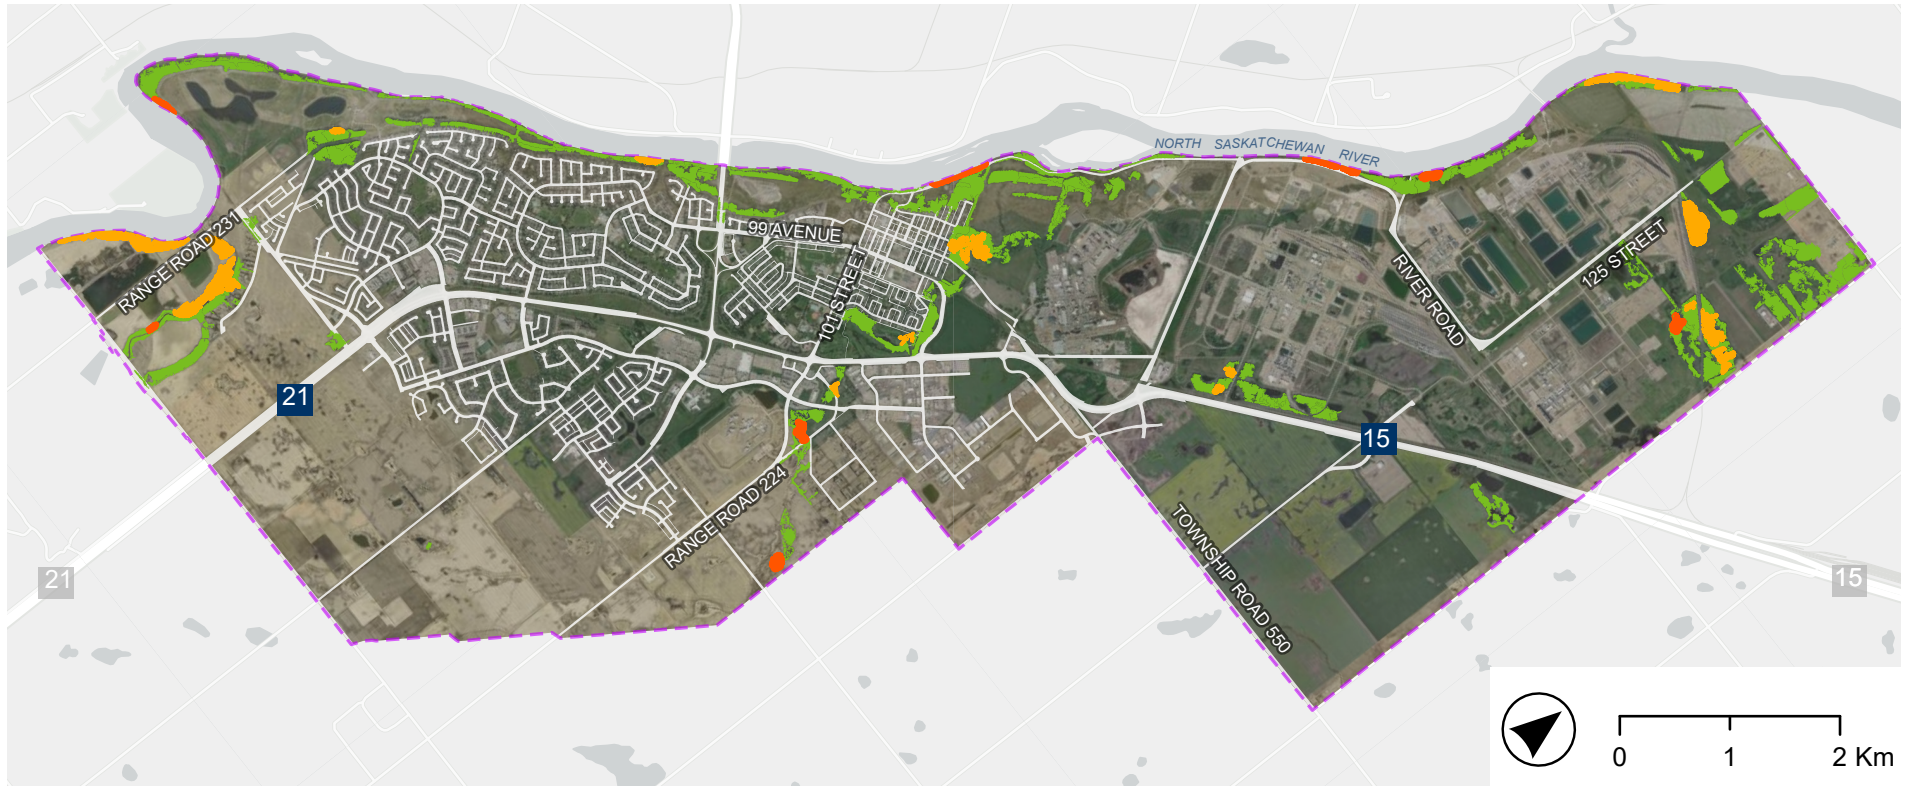 NORTH SASKATCHEWAN RIVER
RANGE ROAD 231
99 AVENUE
101 STREET
125 STREET
RIVER ROAD
21
15
RANGE ROAD 224
TOWNSHIP ROAD 550
21
15
0 1 2 Km